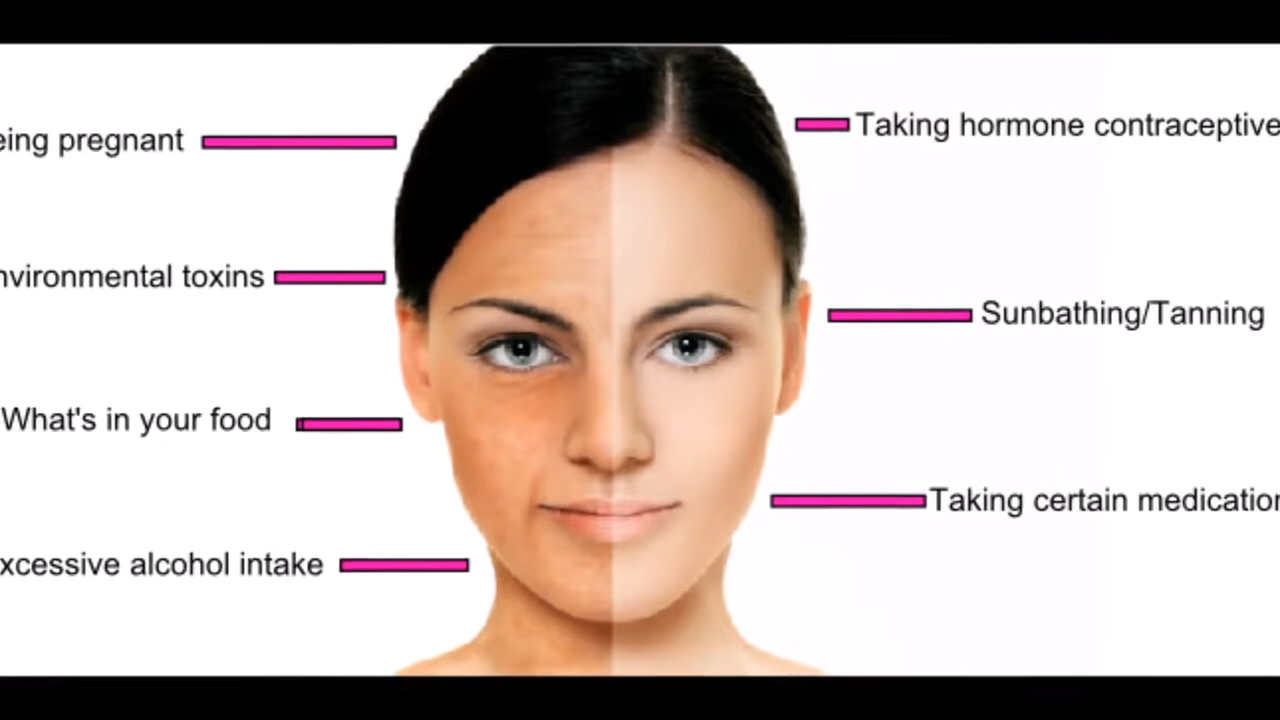 eing pregnant
Taking hormone contraceptive
nvironmental toxins
Sunbathing/Tanning
What's in your food
Taking certain medication
xcessive alcohol intake